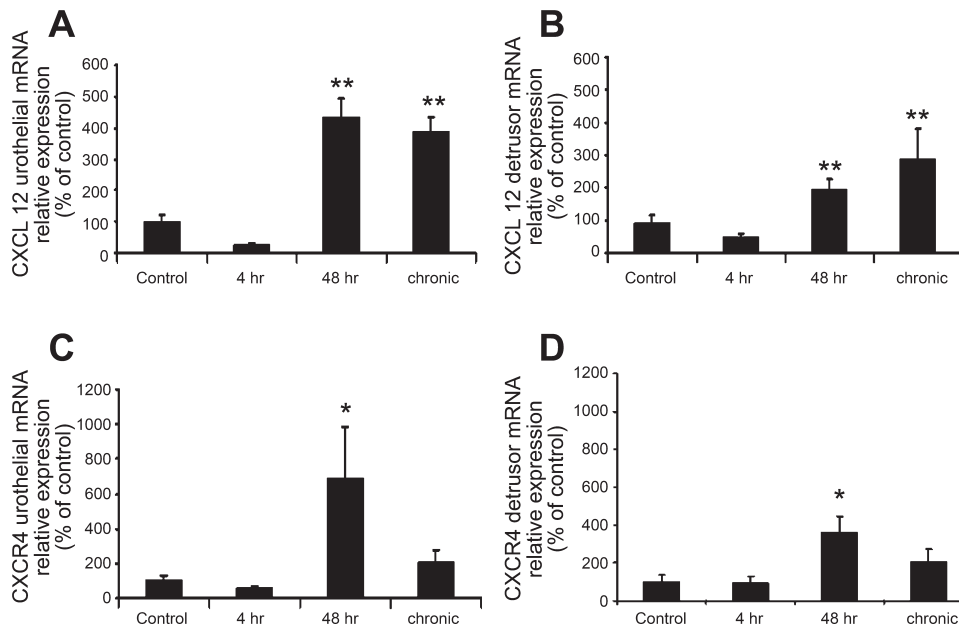 A
CXCL 12 urothelial mRNA
relative expression
(% of control)
600
500
400
300
200
100
0
**
**
Control
4 hr
48 hr
chronic
B
CXCL 12 detrusor mRNA
relative expression
(% of control)
600
500
400
300
200
100
0
**
**
Control
4 hr
48 hr
chronic
C
CXCR4 urothelial mRNA
relative expression
(% of control)
1200
1000
800
600
400
200
0
*
Control
4 hr
48 hr
chronic
D
CXCR4 detrusor mRNA
relative expression
(% of control)
1200
1000
800
600
400
200
0
*
Control
4 hr
48 hr
chronic